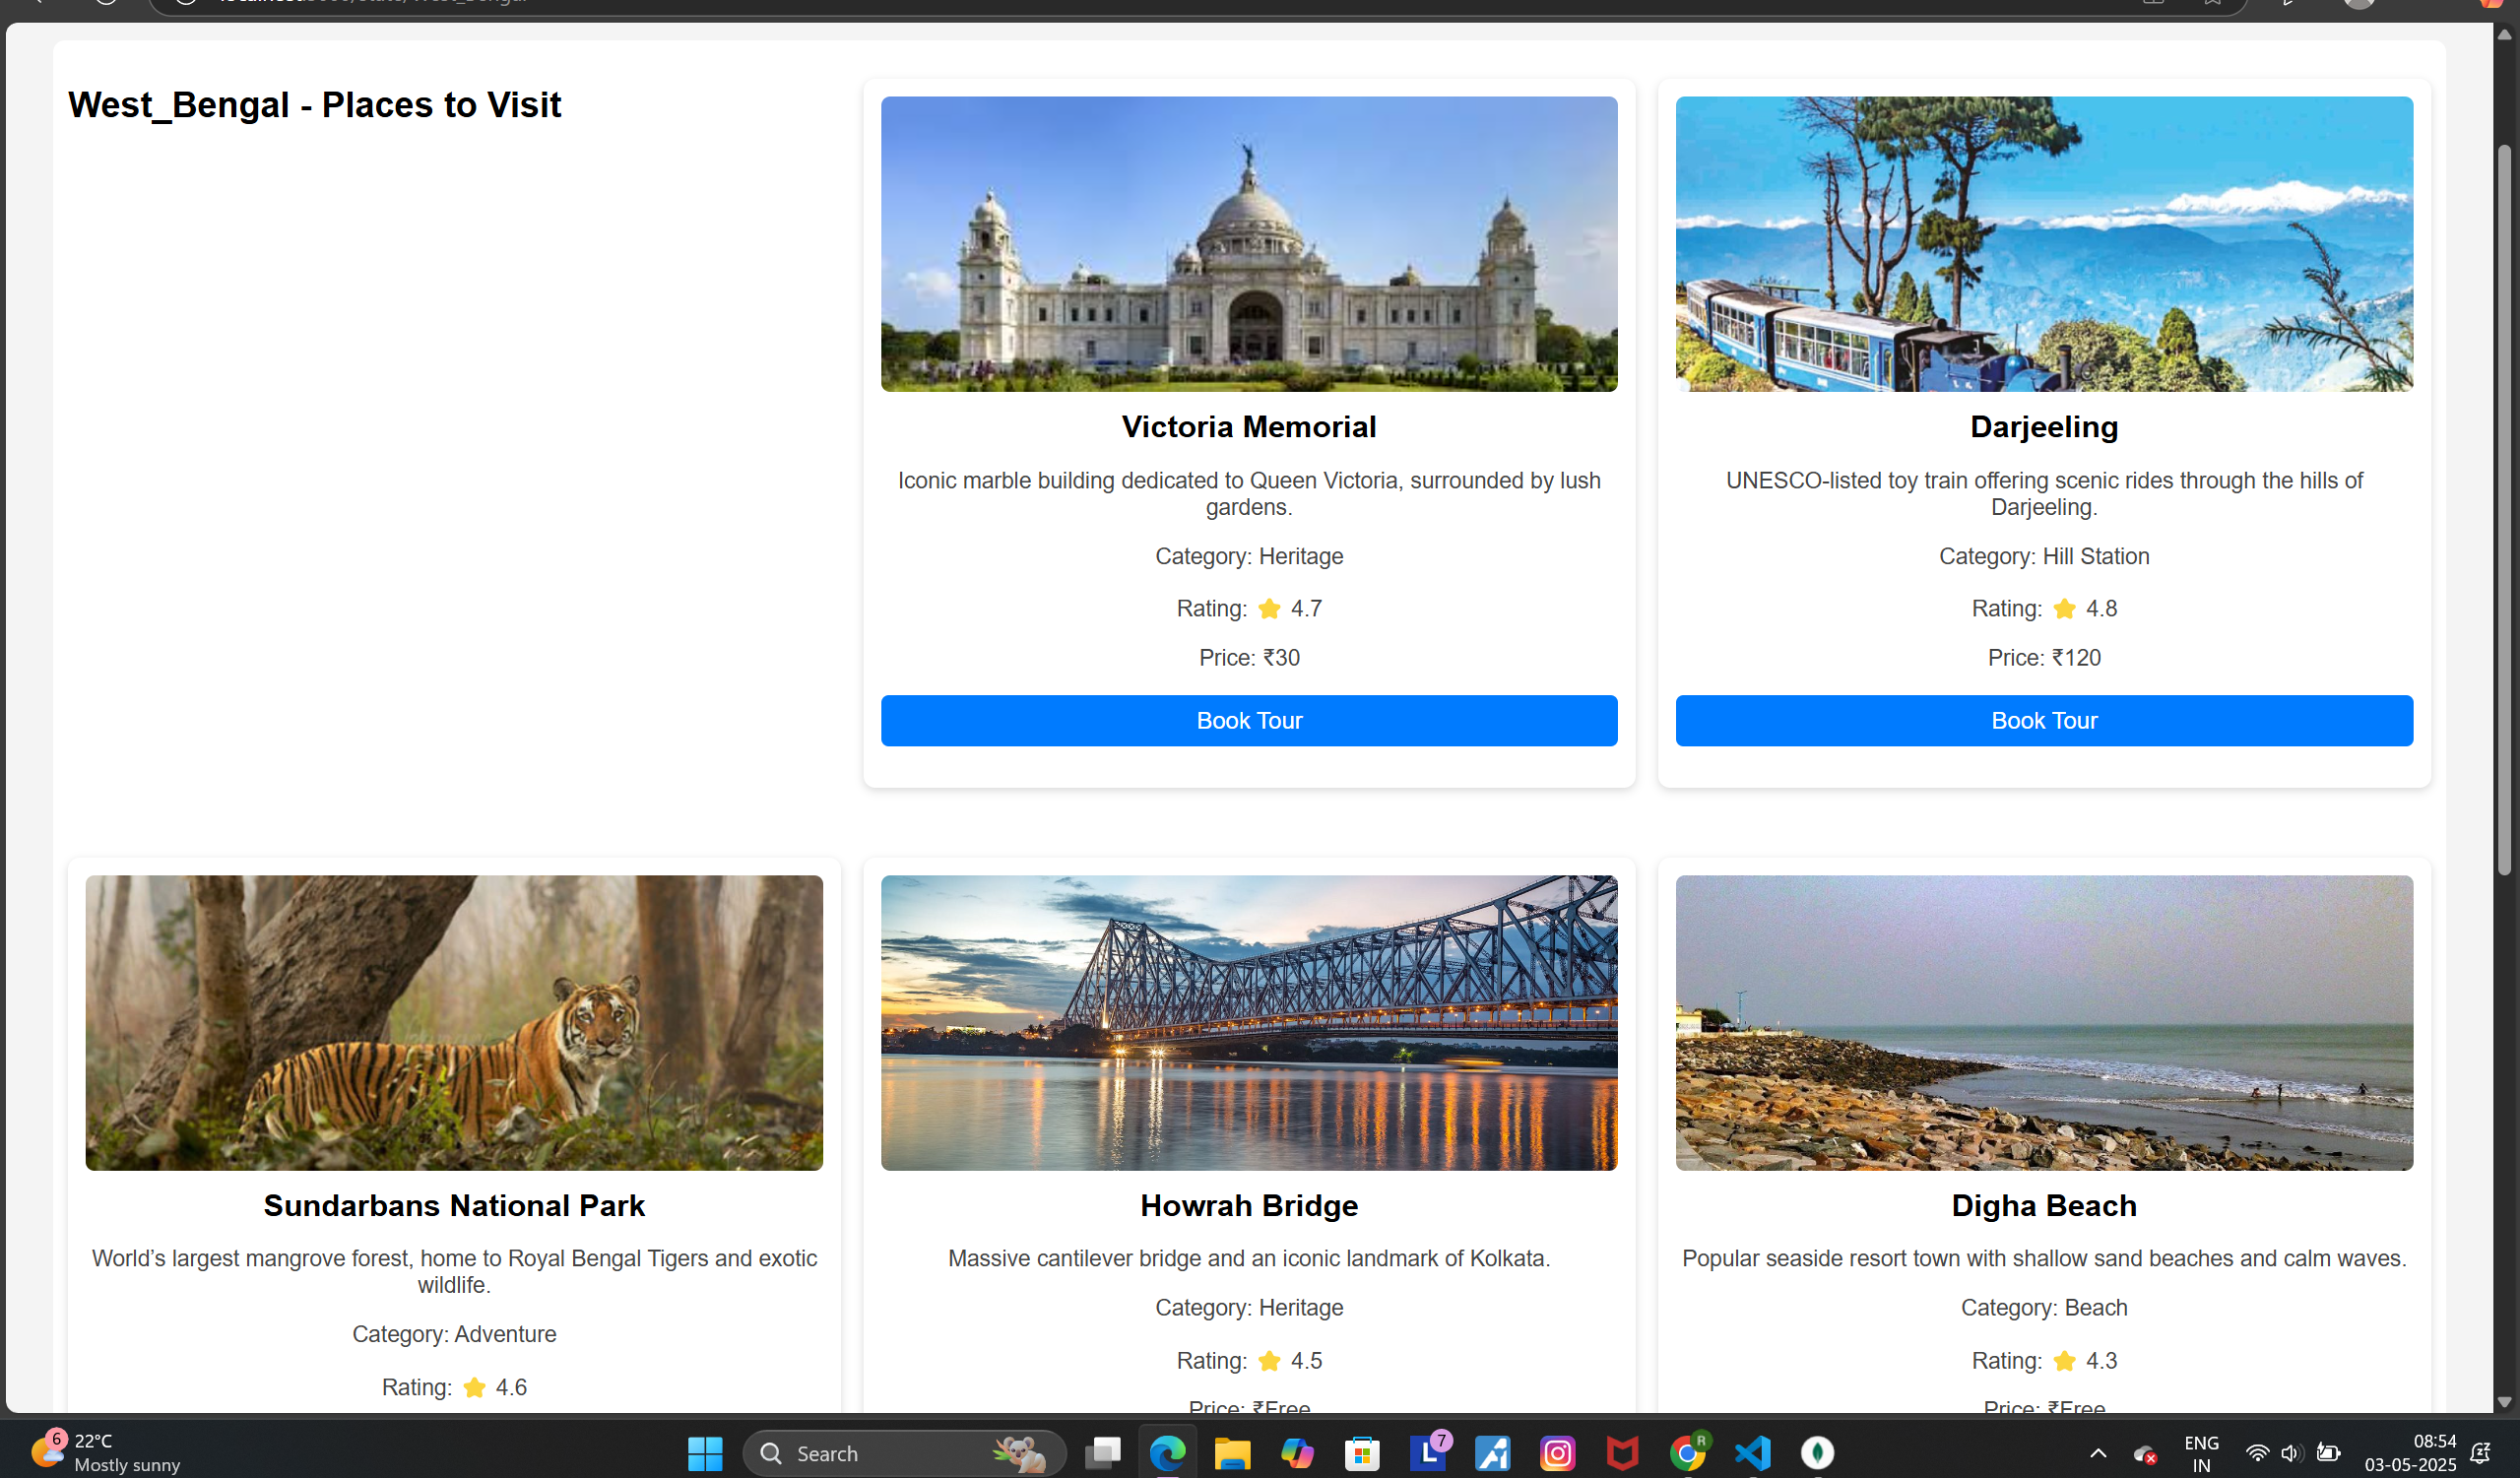 West_Bengal - Places to Visit
Victoria Memorial
Iconic marble building dedicated to Queen Victoria, surrounded by lush
gardens.
Category: Heritage
Rating: ⭐ 4.7
Price: ₹30
Book Tour
Darjeeling
UNESCO-listed toy train offering scenic rides through the hills of
Darjeeling.
Category: Hill Station
Rating: ⭐ 4.8
Price: ₹120
Book Tour
Sundarbans National Park
World’s largest mangrove forest, home to Royal Bengal Tigers and exotic
wildlife.
Category: Adventure
Rating: ⭐ 4.6
Howrah Bridge
Massive cantilever bridge and an iconic landmark of Kolkata.
Category: Heritage
Rating: ⭐ 4.5
Price: ₹Free
Digha Beach
Popular seaside resort town with shallow sand beaches and calm waves.
Category: Beach
Rating: ⭐ 4.3
Price: ₹Free
6
22°C
Mostly sunny
Search
L
7
R
ENG
IN
08:54
03-05-2025